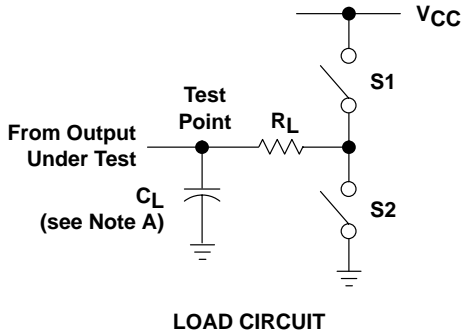 VCC
S1
Test
Point
RL
From Output
Under Test
CL
(see Note A)
S2
LOAD CIRCUIT